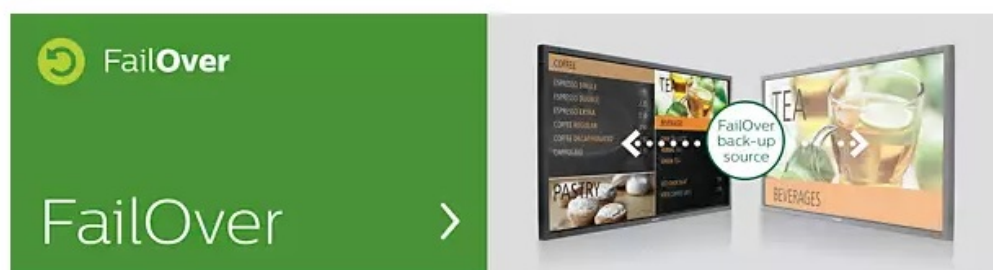 FailOver
FailOver
COFFEE
ESPRESSO SINGLE
ESPRESSO DOUBLE
ESPRESSO EXTRA
COFFEE REGULAR
COFFEE DECAFFEINATED
CAPPUCCINO
PASTRY
TEA
BEVERAGES
FailOver
back-up
source
TEA
BEVERAGES